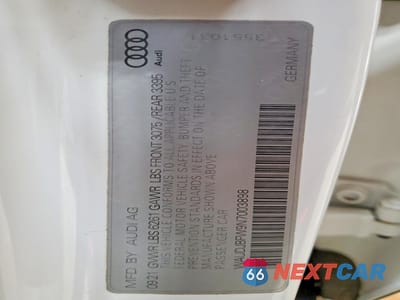 Audi
MFD BY AUDI AG
09 21 GWVR LBS 6261 GAWR LBS FRONT 3075/REAR 3395
THIS VEHICLE CONFORMS TO ALL APPLICABLE U.S.
FEDERAL MOTOR VEHICLE SAFETY, BUMPER AND THEFT
PREVENTION STANDARDS IN EFFECT ON THE DATE OF
MANUFACTURE SHOWN ABOVE
PASSENGER CAR
GERMANY
66 NEXTCAR